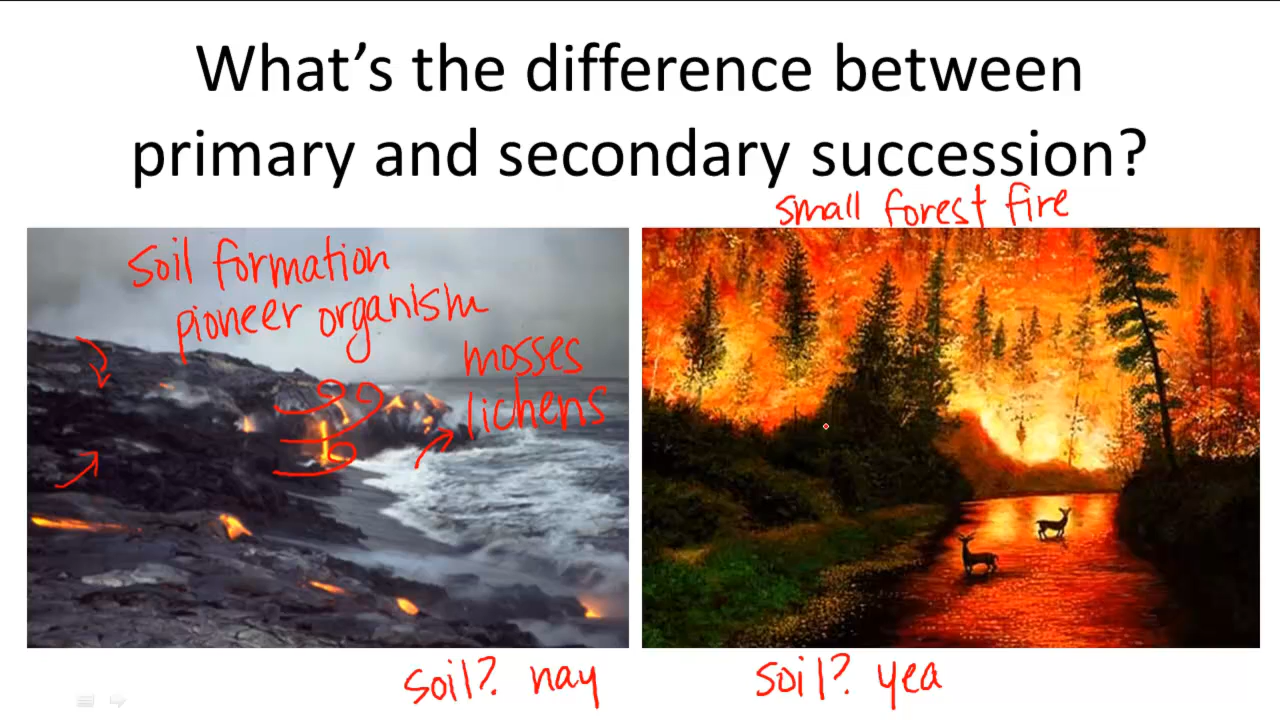 What’s the difference between
primary and secondary succession?
small forest fire
soil formation
pioneer organism
mosses
lichens
soil? nay
soil? yea